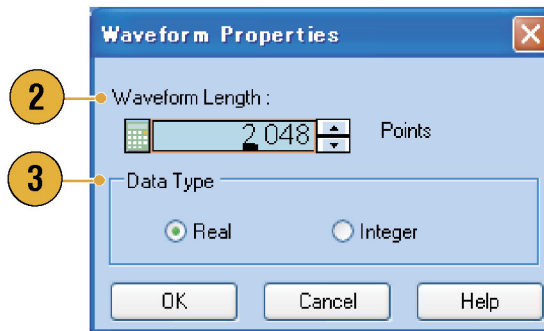 Waveform Properties
2
Waveform Length :
2 048 Points
3
Data Type
Real Integer
OK Cancel Help